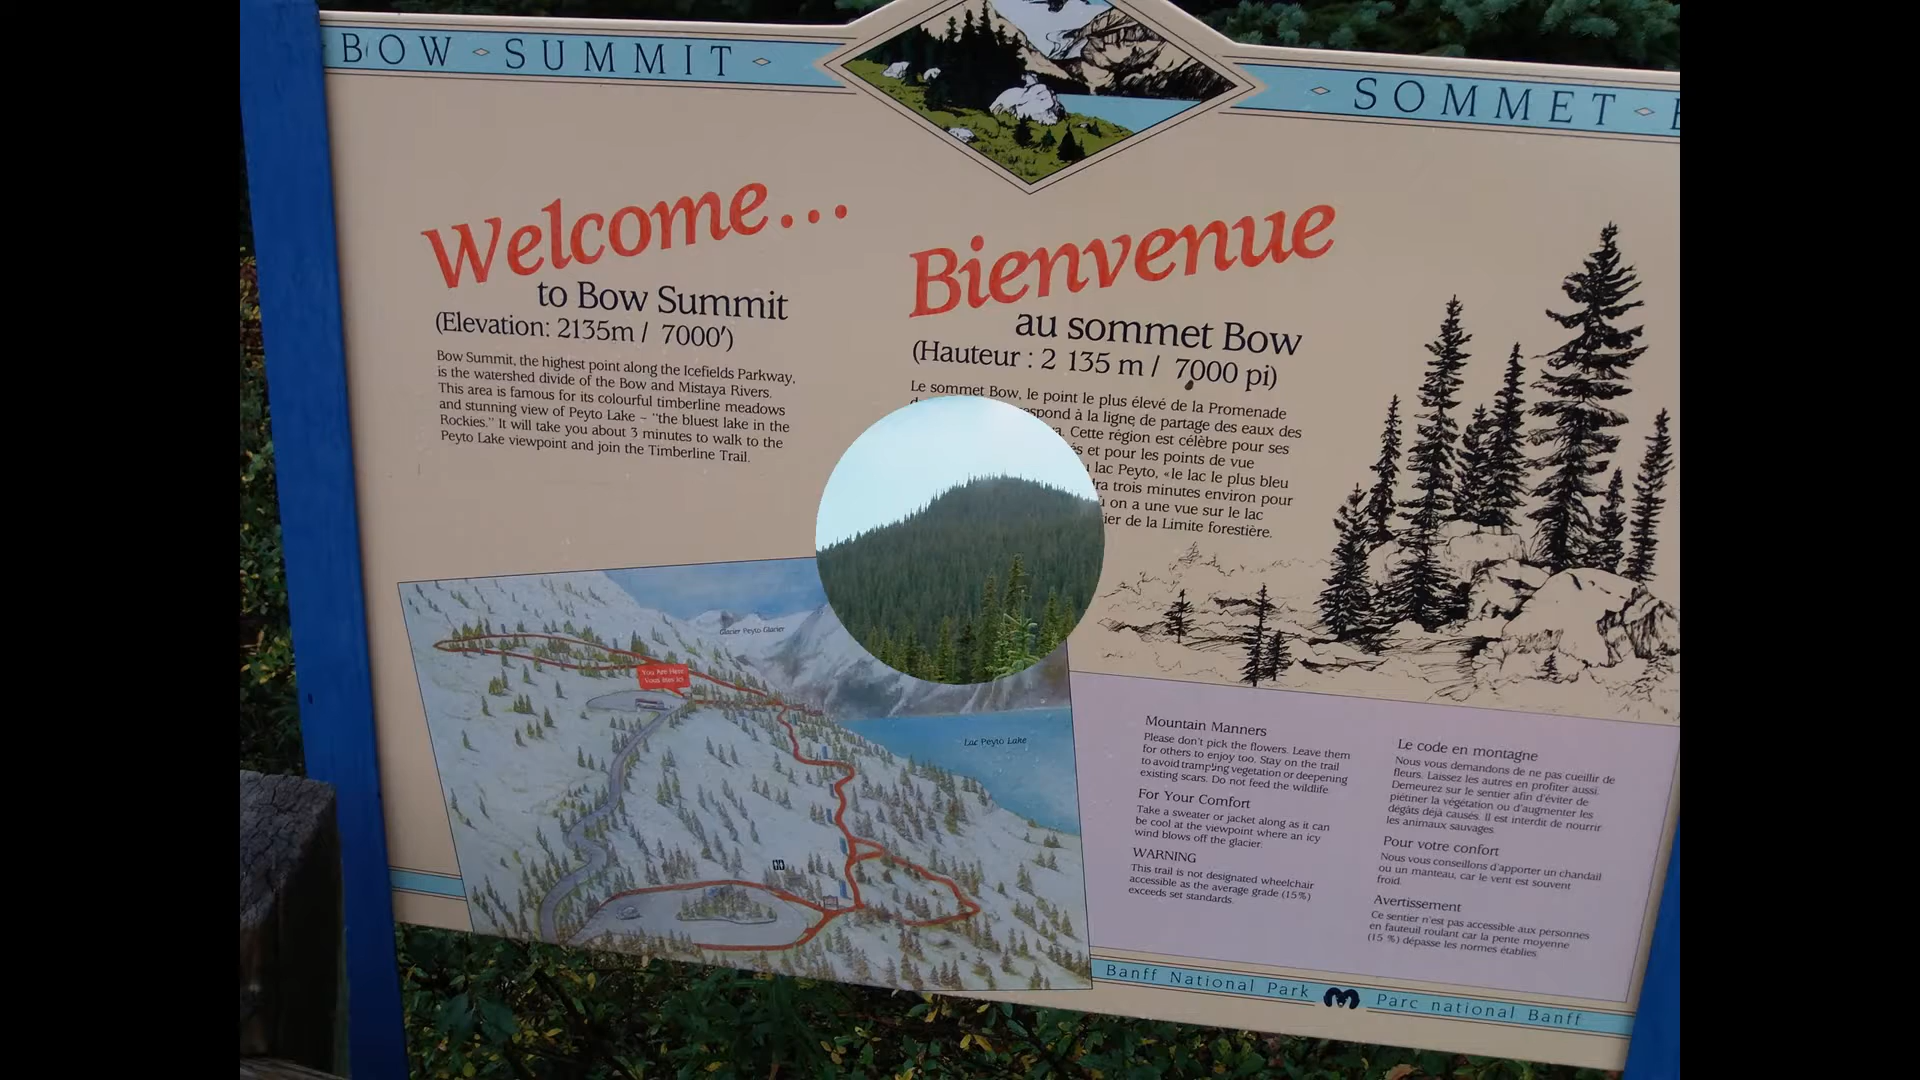 BOW SUMMIT
SOMMET
Welcome...
to Bow Summit
(Elevation: 2135m / 7000')
Bow Summit, the highest point along the Icefields Parkway,
is the watershed divide of the Bow and Mistaya Rivers.
This area is famous for its colourful timberline meadows
and stunning view of Peyto Lake – "the bluest lake in the
Rockies." It will take you about 3 minutes to walk to the
Peyto Lake viewpoint and join the Timberline Trail.
Bienvenue
au sommet Bow
(Hauteur : 2 135 m / 7000 pi)
Le sommet Bow, le point le plus élevé de la Promenade
à la ligne de partage des eaux des
Cette région est célèbre pour ses
et pour les points de vue
lac Peyto, «le lac le plus bleu
trois minutes environ pour
on a une vue sur le lac
de la Limite forestière.
Glacier Peyto Glacier
You Are Here
Vous êtes ici
Lac Peyto Lake
Mountain Manners
Please don't pick the flowers. Leave them
for others to enjoy too. Stay on the trail
to avoid trampling vegetation or deepening
existing scars. Do not feed the wildlife.
For Your Comfort
Take a sweater or jacket along as it can
be cool at the viewpoint where an icy
wind blows off the glacier.
WARNING
This trail is not designated wheelchair
accessible as the average grade (15%)
exceeds set standards.
Le code en montagne
Nous vous demandons de ne pas cueillir de
fleurs. Laissez les autres en profiter aussi.
Demeurez sur le sentier afin d'éviter de
piétiner la végétation ou d'augmenter les
dégâts déjà causés. Il est interdit de nourrir
les animaux sauvages.
Pour votre confort
Nous vous conseillons d'apporter un chandail
ou un manteau, car le vent est souvent
froid.
Avertissement
Ce sentier n'est pas accessible aux personnes
en fauteuil roulant car la pente moyenne
(15 %) dépasse les normes établies.
Banff National Park
Parc national Banff